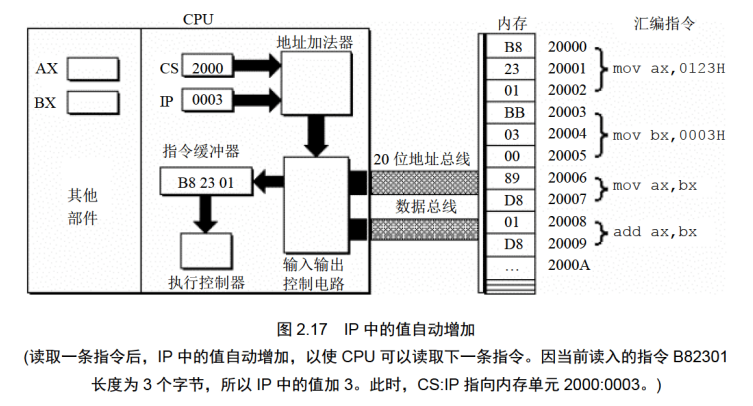 CPU
内存
汇编指令
地址加法器
AX
BX
CS 2000
IP 0003
指令缓冲器
B8 23 01
其他
部件
执行控制器
输入输出
控制电路
20 位地址总线
数据总线
B8 20000
23 20001 mov ax,0123H
01 20002
BB 20003
03 20004 mov bx,0003H
00 20005
89 20006 mov ax,bx
D8 20007
01 20008 add ax,bx
D8 20009
… 2000A
图 2.17 IP 中的值自动增加
(读取一条指令后，IP 中的值自动增加，以使 CPU 可以读取下一条指令。因当前读入的指令 B82301
长度为 3 个字节，所以 IP 中的值加 3。此时，CS:IP 指向内存单元 2000:0003。)